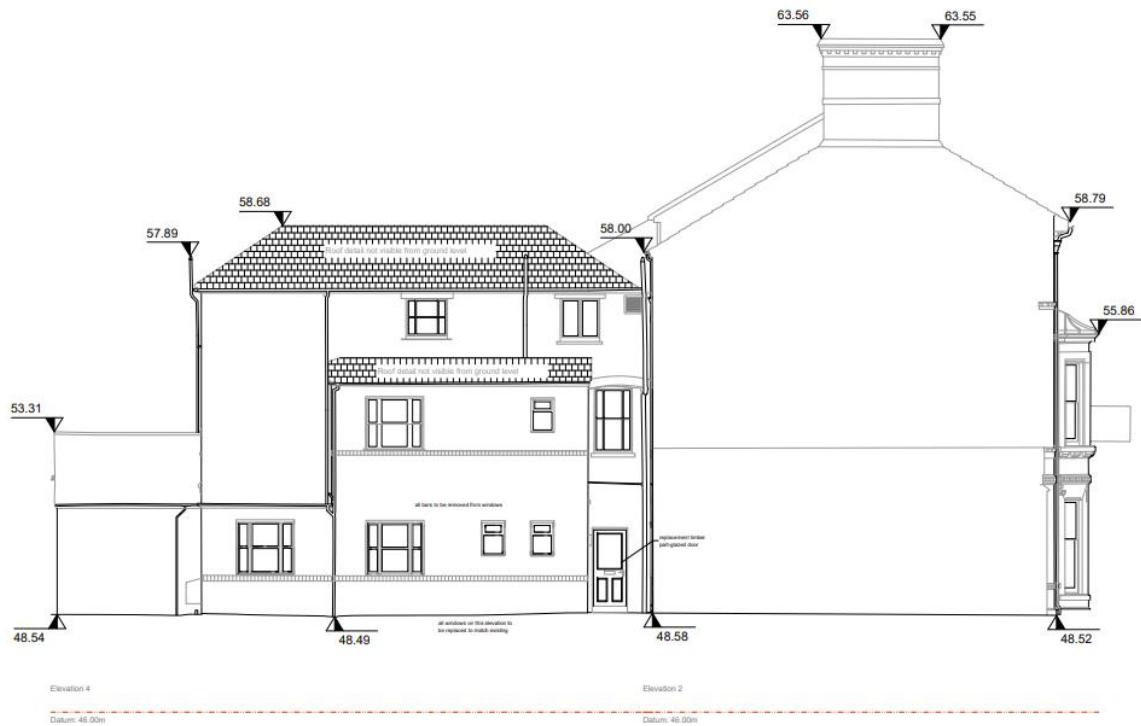 63.56
63.55
58.68
58.79
57.89
58.00
Roof detail not visible from ground level
55.86
Roof detail not visible from ground level
53.31
all bars to be removed from windows
replacement timber
part-glazed door
all windows on this elevation to
be replaced to match existing
48.54
48.49
48.58
48.52
Elevation 4
Elevation 2
Datum: 46.00m
Datum: 46.00m